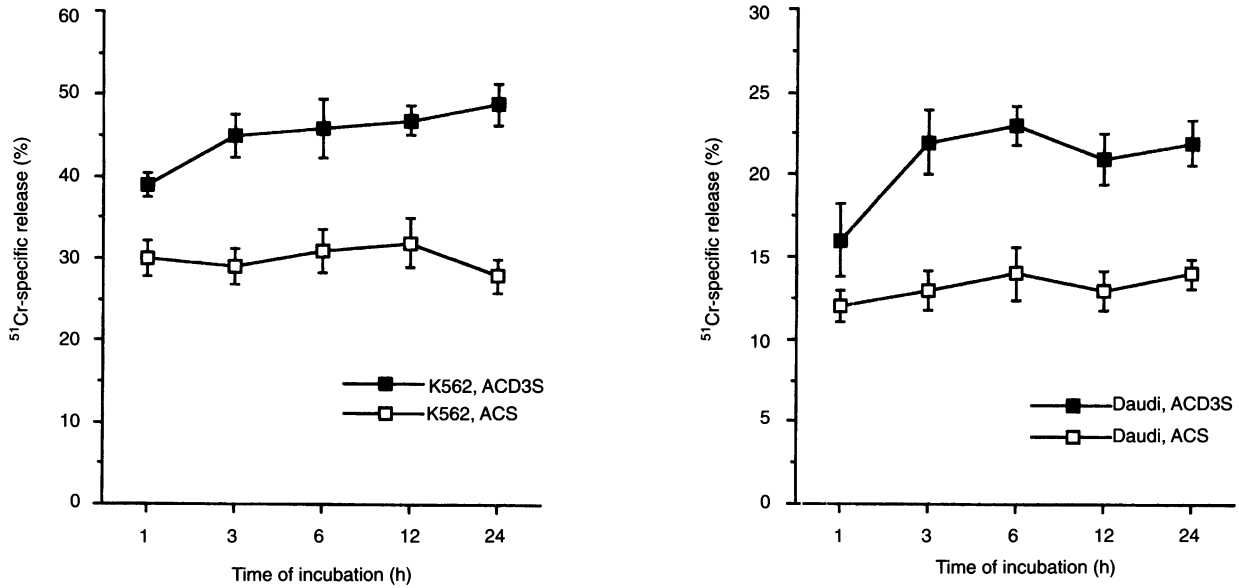 60
50
40
30
20
10
0
⁵¹Cr-specific release (%)
K562, ACD3S
K562, ACS
1 3 6 12 24
Time of incubation (h)
30
25
20
15
10
5
0
⁵¹Cr-specific release (%)
Daudi, ACD3S
Daudi, ACS
1 3 6 12 24
Time of incubation (h)